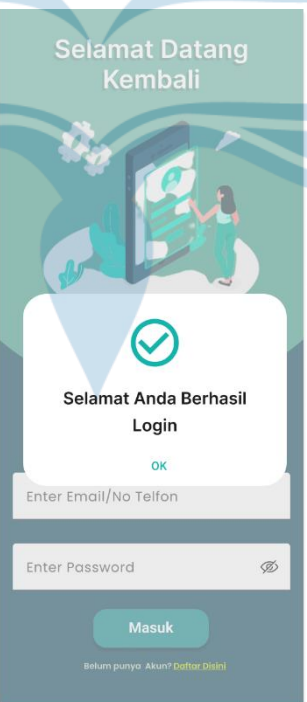 Selamat Datang
Kembali
Selamat Anda Berhasil
Login
OK
Enter Email/No Telfon
Enter Password
Masuk
Belum punya Akun? Daftar Disini